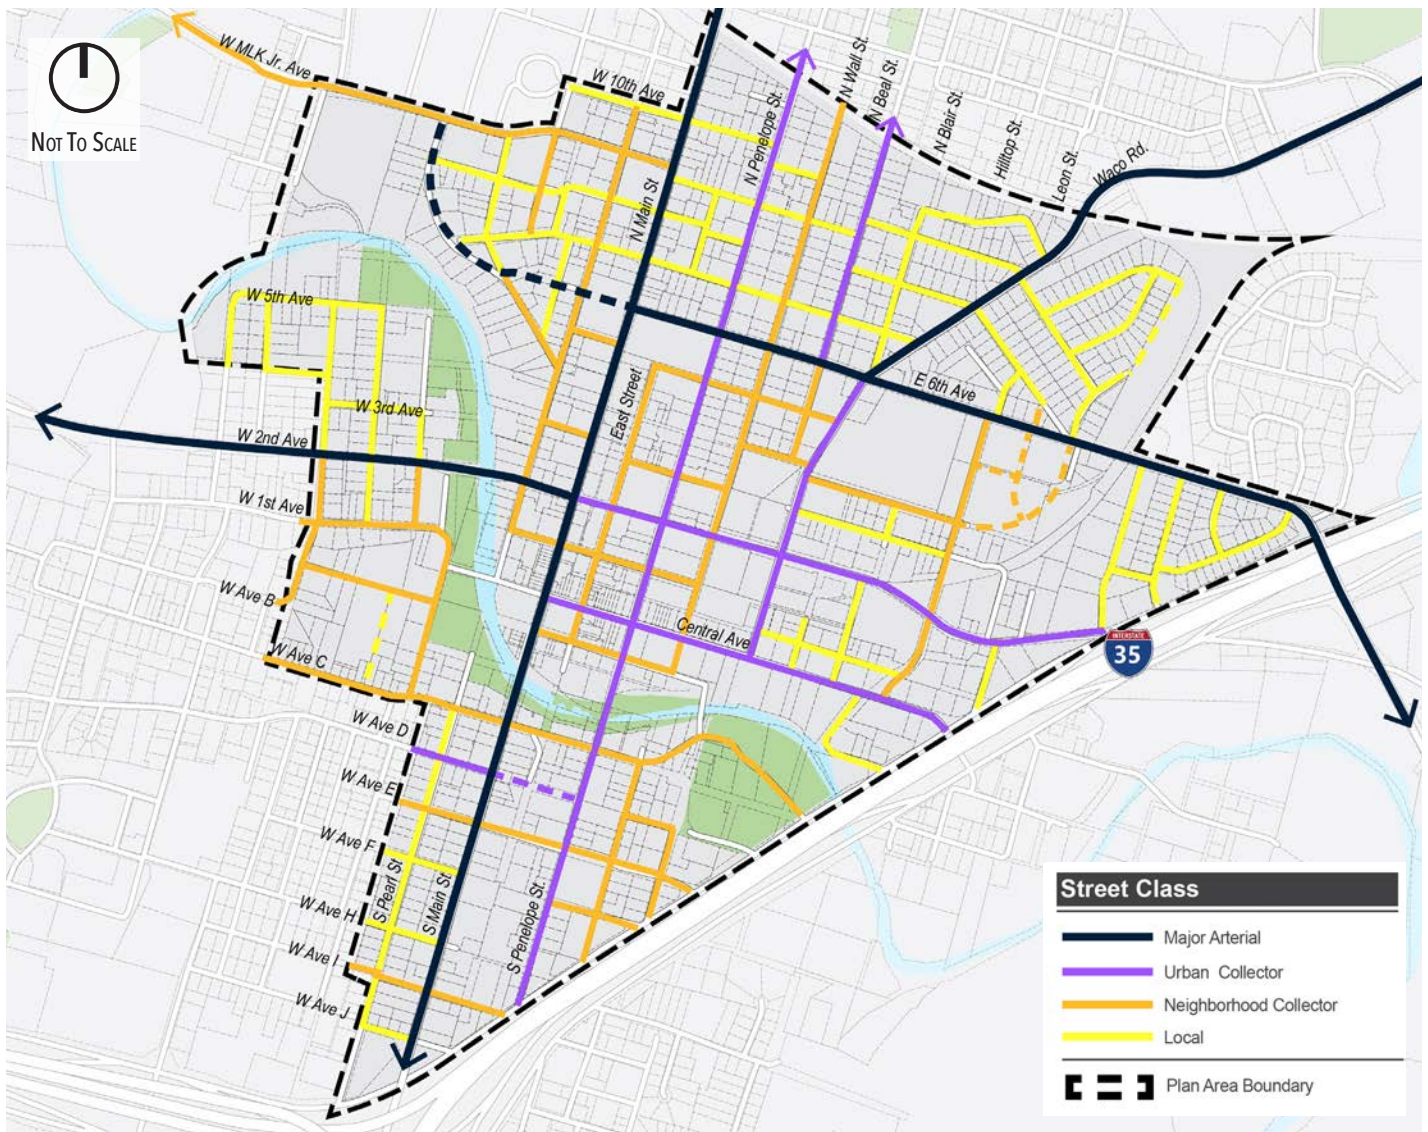 W MLK Jr. Ave
NOT TO SCALE
W 10th Ave
N Penelope St.
N Wall St.
N Beal St.
N Blair St.
Hilltop St.
Leon St.
Waco Rd.
N Main St
W 5th Ave
East Street
E 6th Ave
W 3rd Ave
W 2nd Ave
W 1st Ave
W Ave B
Central Ave
INTERSTATE
35
W Ave C
W Ave D
W Ave E
W Ave F
S Pearl St
S Main St.
W Ave H
S Penelope St.
W Ave I
W Ave J
Street Class
Major Arterial
Urban Collector
Neighborhood Collector
Local
Plan Area Boundary